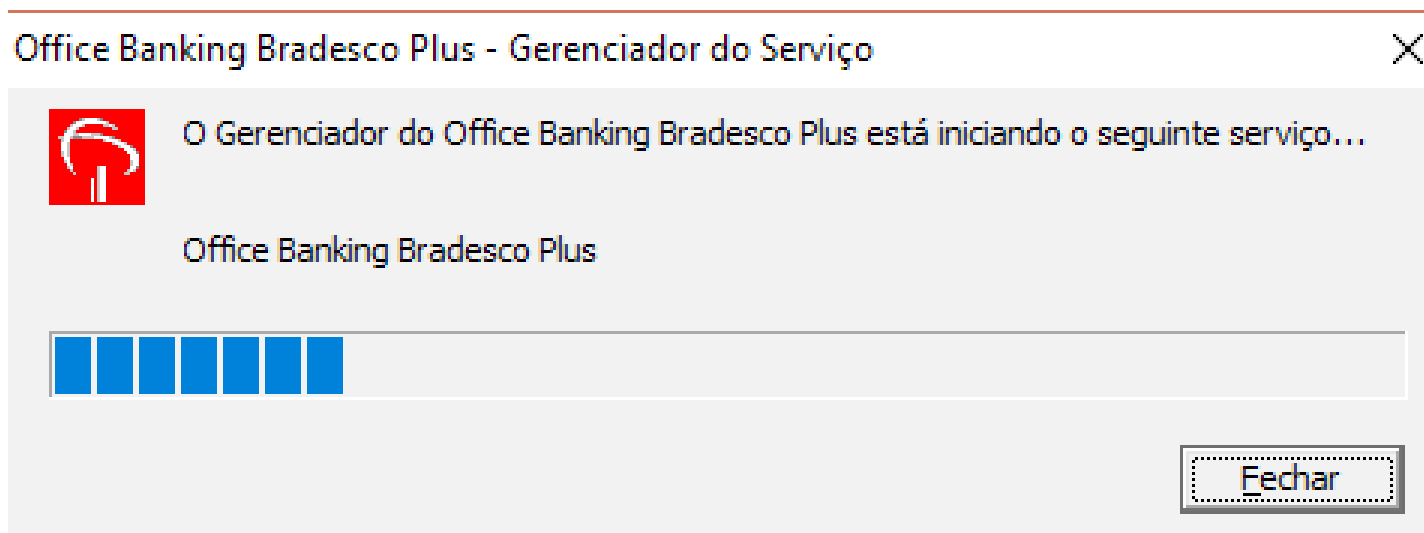 Office Banking Bradesco Plus - Gerenciador do Serviço
O Gerenciador do Office Banking Bradesco Plus está iniciando o seguinte serviço...
Office Banking Bradesco Plus
Fechar